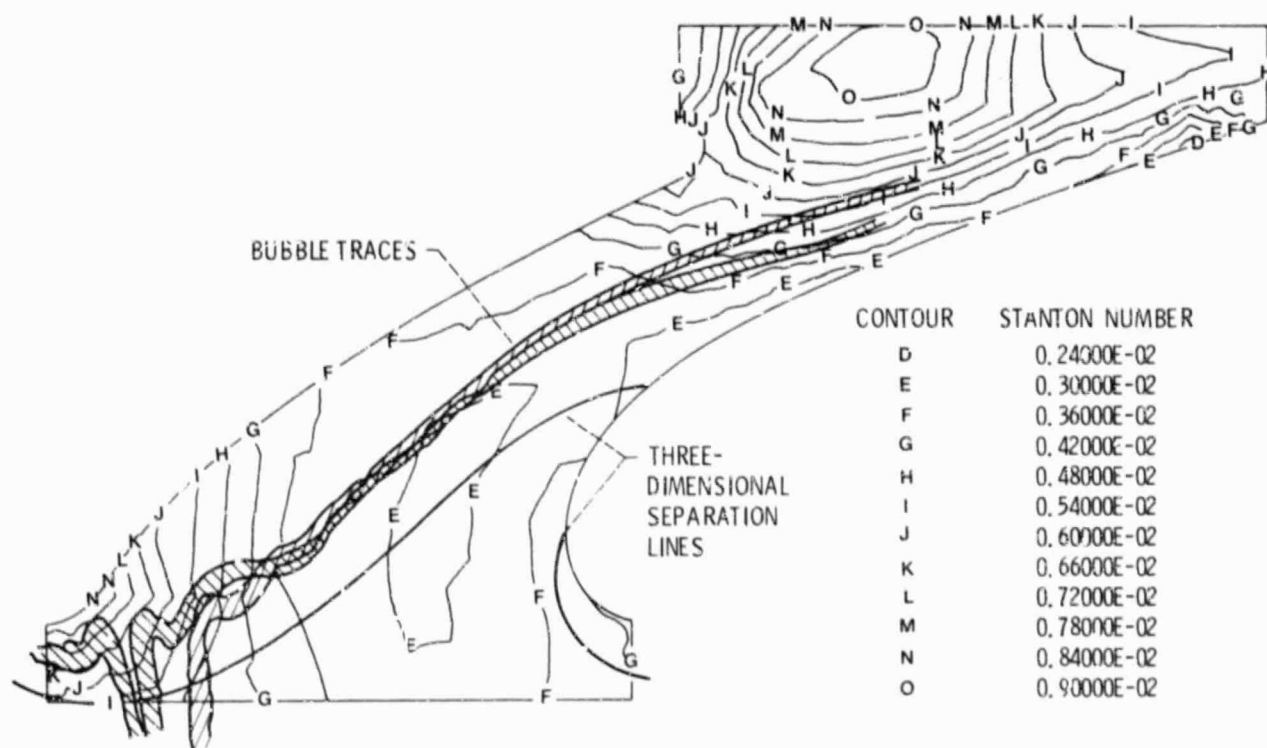 M N O N M L K J I
G L K I H
K J I H G
H J O N G
J N M J H F G
M L K I G E F
K J D E
J J H E
I I G F
H H G
G G F E
F F E
F E
E
F
G
H
I
J
K
L
N
N
E
E
E
F
E
G
K
J
I
G
F
BUBBLE TRACES
THREE-
DIMENSIONAL
SEPARATION
LINES
CONTOUR STANTON NUMBER
D 0.24000E-02
E 0.30000E-02
F 0.36000E-02
G 0.42000E-02
H 0.48000E-02
I 0.54000E-02
J 0.60000E-02
K 0.66000E-02
L 0.72000E-02
M 0.78000E-02
N 0.84000E-02
O 0.90000E-02